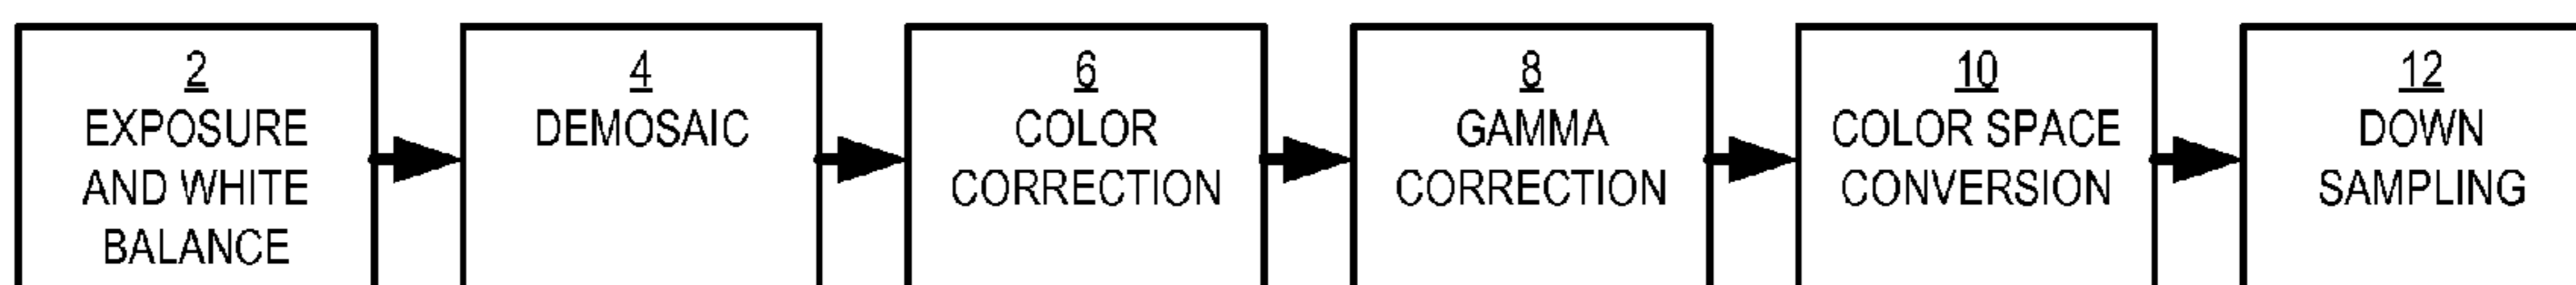 2
EXPOSURE
AND WHITE
BALANCE
4
DEMOSAIC
6
COLOR
CORRECTION
8
GAMMA
CORRECTION
10
COLOR SPACE
CONVERSION
12
DOWN
SAMPLING